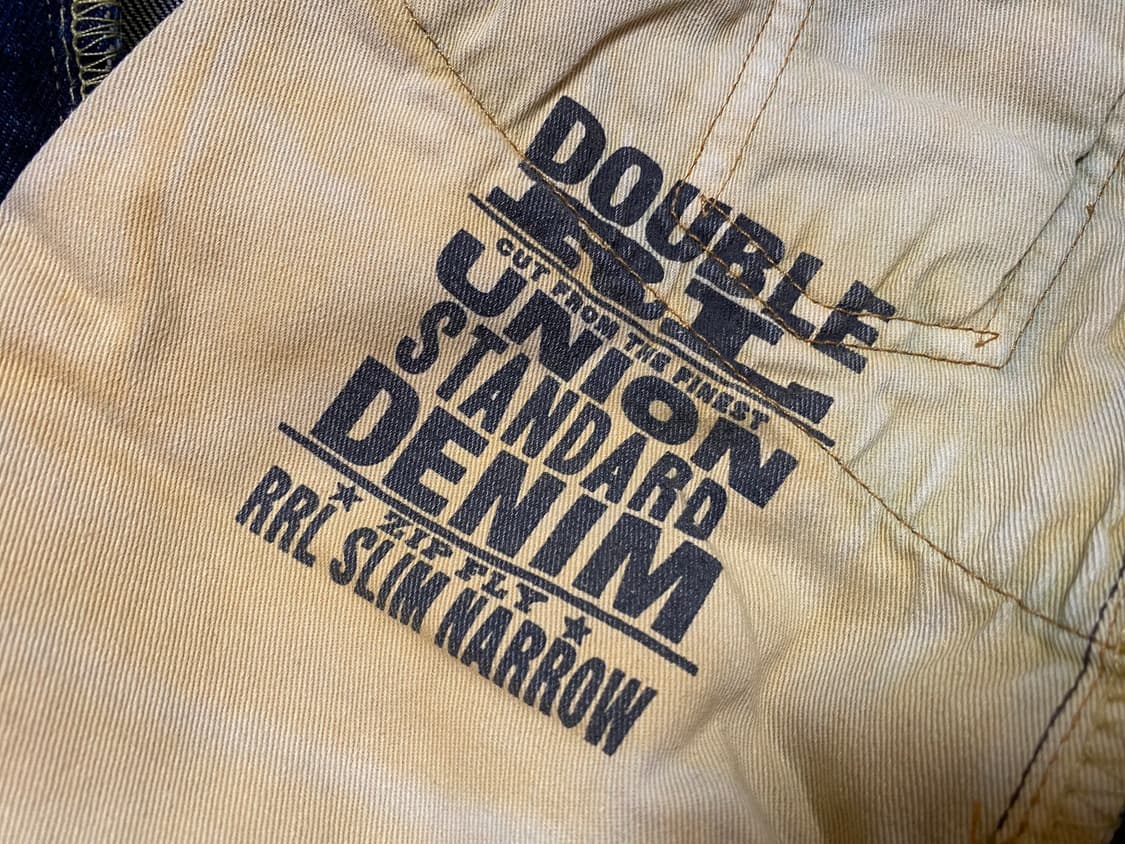 DOUBLE
RL
CUT FROM THE FINEST
UNION
STANDARD
DENIM
★ ZIP FLY ★
RRL SLIM NARROW